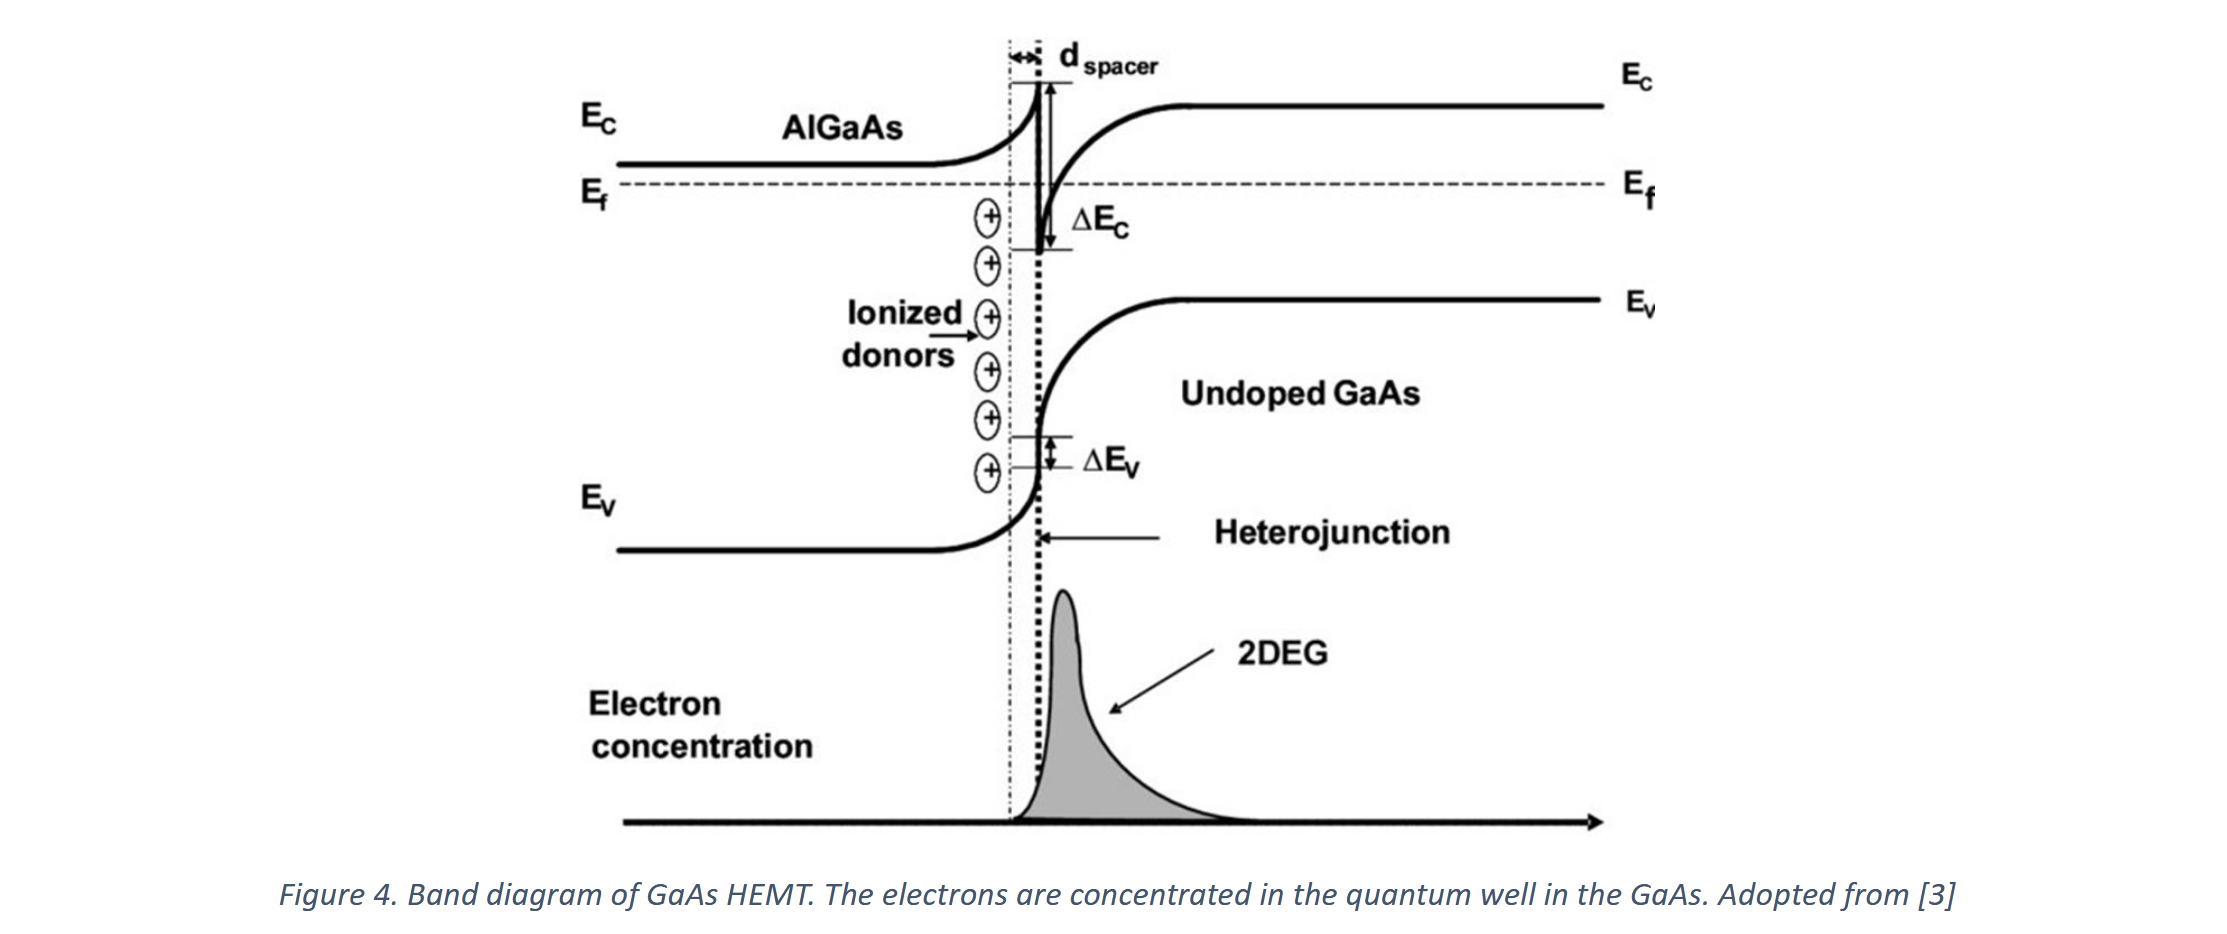 d spacer
EC
EC
AlGaAs
Ef
Ef
ΔEC
Ionized
donors
EV
Undoped GaAs
ΔEV
EV
Heterojunction
2DEG
Electron
concentration
Figure 4. Band diagram of GaAs HEMT. The electrons are concentrated in the quantum well in the GaAs. Adopted from [3]